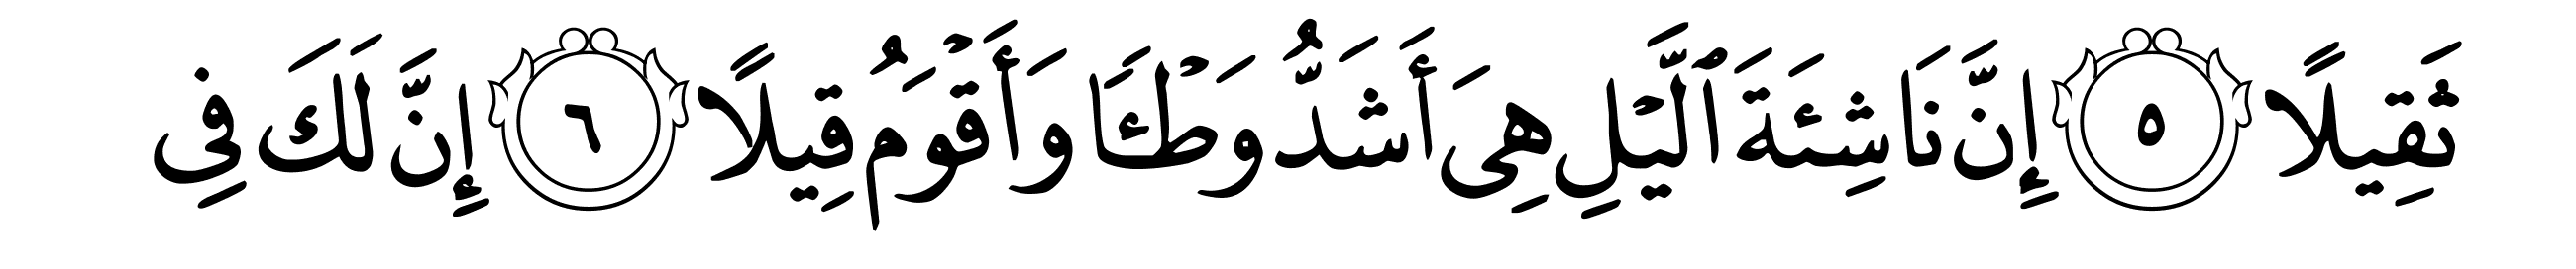 ثَقِيلًا ٥ إِنَّ نَاشِئَةَ ٱلَّيۡلِ هِيَ أَشَدُّ وَطۡـٔٗا وَأَقۡوَمُ قِيلًا ٦ إِنَّ لَكَ فِي